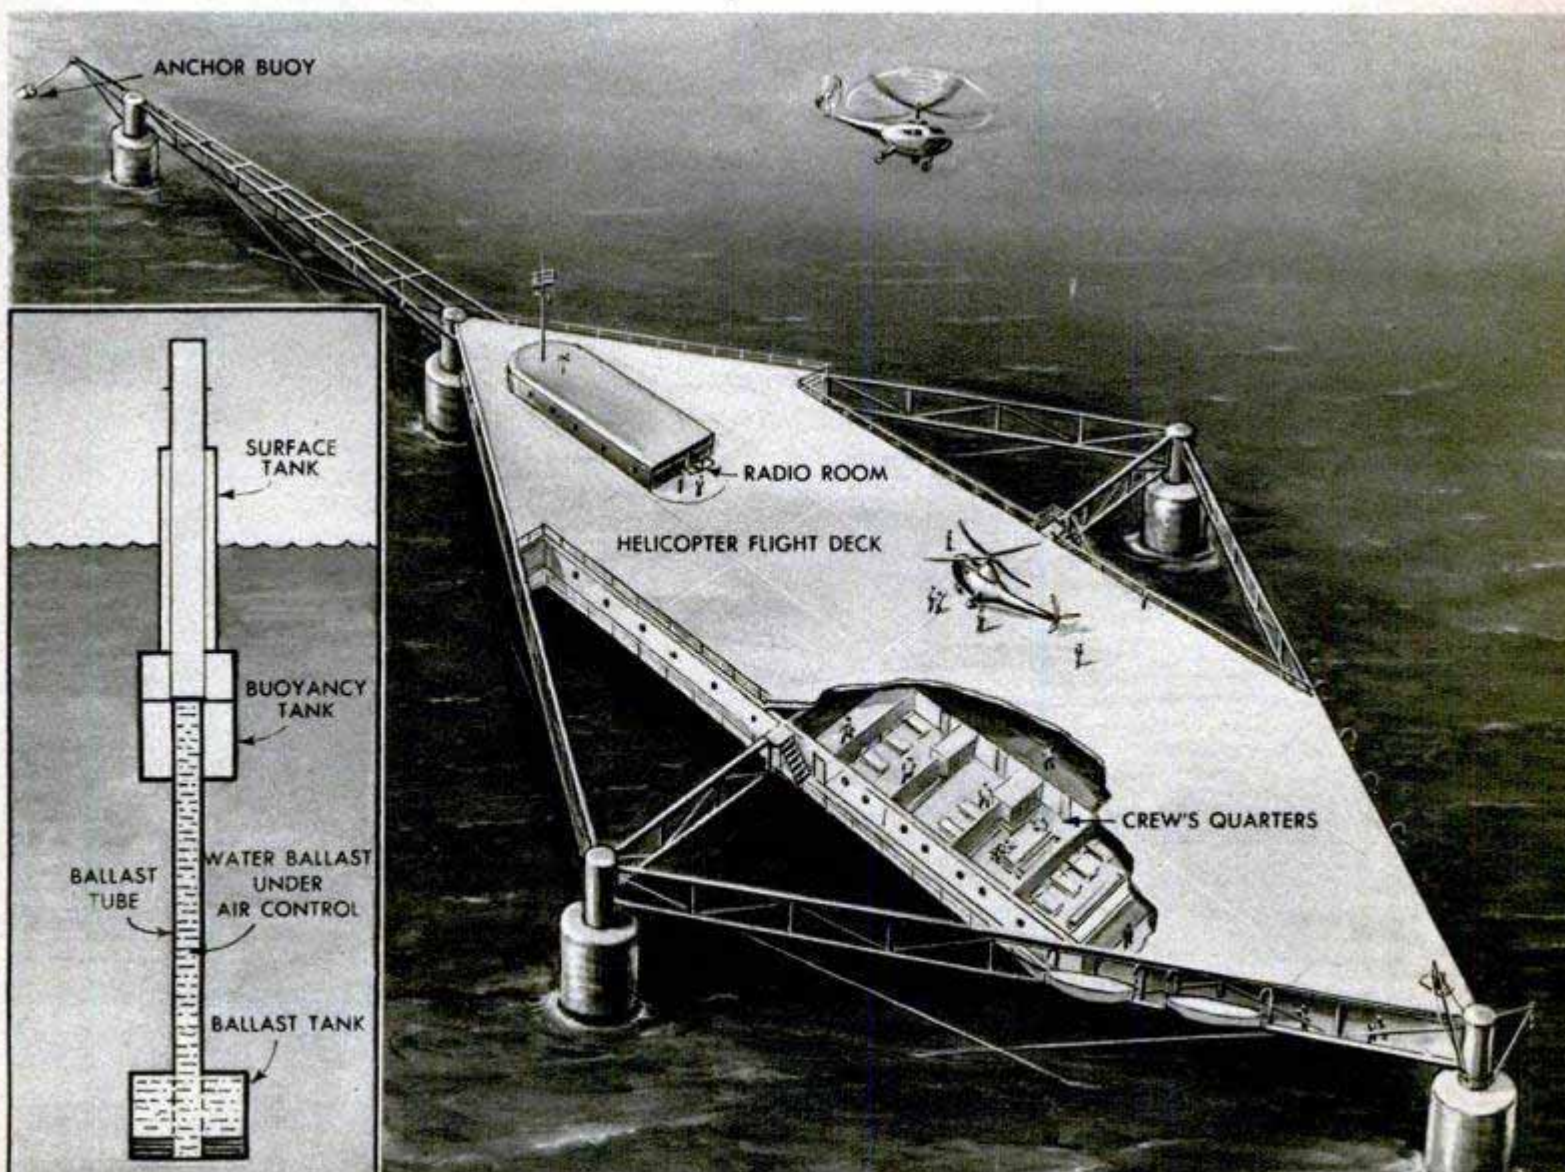 ANCHOR BUOY
RADIO ROOM
HELICOPTER FLIGHT DECK
CREW'S QUARTERS
SURFACE
TANK
BUOYANCY
TANK
BALLAST
TUBE
WATER BALLAST
UNDER
AIR CONTROL
BALLAST TANK